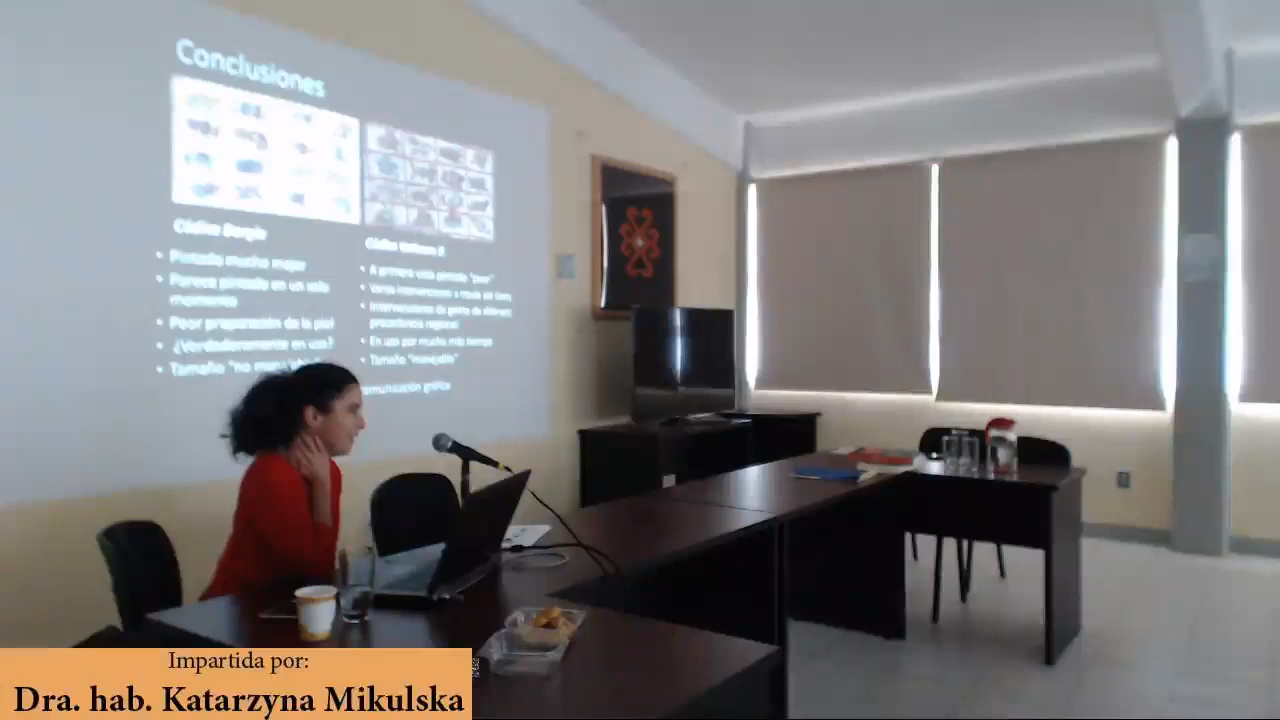 Conclusiones
Códice Borgia
• Pintado mucho mejor
• Parece pintado en un solo
momento
• Peor preparación de la piel
• ¿Verdaderamente en uso?
• Tamaño "no
Códice Vaticano B
• A primera vista pintado "peor"
• Varias intervenciones a través del tiempo
• Intervenciones de gente de diferente
procedencia regional
• En uso por mucho más tiempo
• Tamaño "manejable"
comunicación gráfica
Impartida por:
Dra. hab. Katarzyna Mikulska